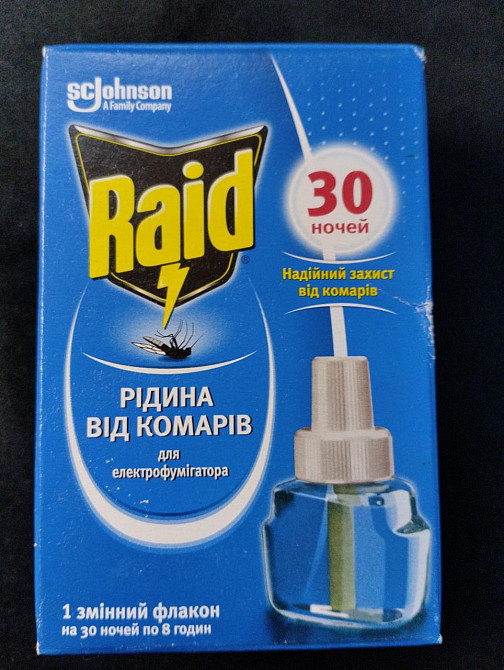 SCJohnson
A Family Company
Raid®
30
ночей
Надійний захист
від комарів
РІДИНА
ВІД КОМАРІВ
для
електрофумігатора
1 змінний флакон
на 30 ночей по 8 годин